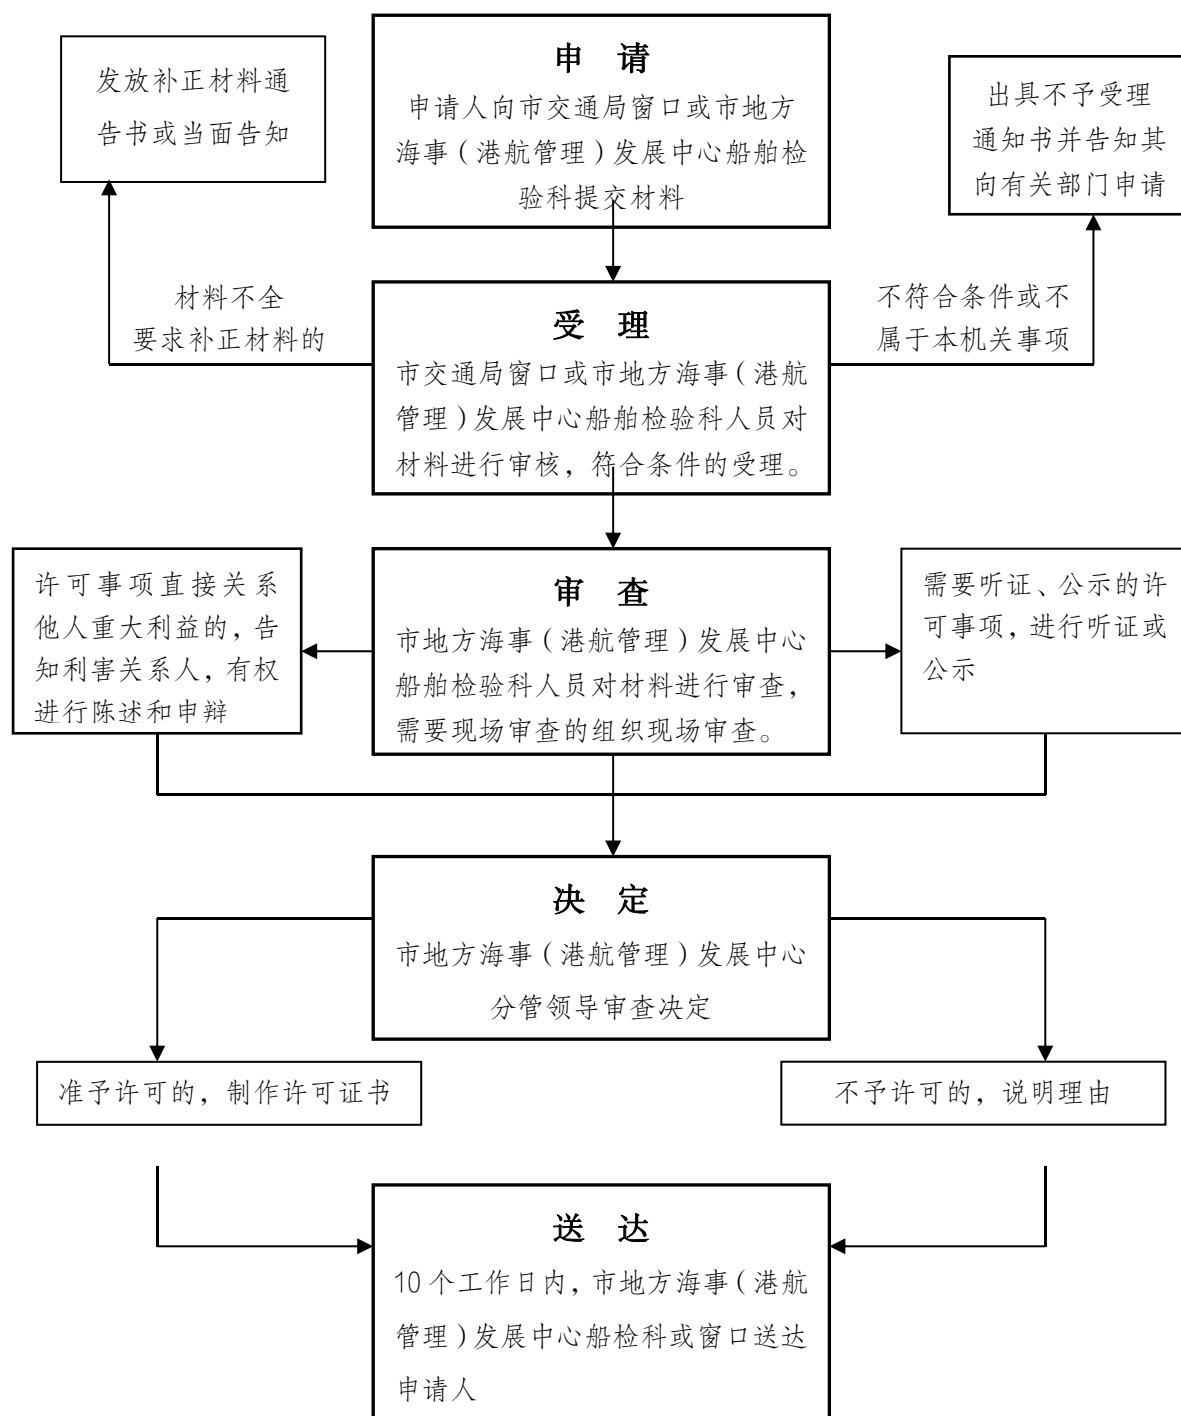 申 请
申请人向市交通局窗口或市地方
海事（港航管理）发展中心船舶检
验科提交材料
发放补正材料通
告书或当面告知
出具不予受理
通知书并告知其
向有关部门申请
材料不全
要求补正材料的
不符合条件或不
属于本机关事项
受 理
市交通局窗口或市地方海事（港航
管理）发展中心船舶检验科人员对
材料进行审核，符合条件的受理。
许可事项直接关系
他人重大利益的，告
知利害关系人，有权
进行陈述和申辩
审 查
市地方海事（港航管理）发展中心
船舶检验科人员对材料进行审查，
需要现场审查的组织现场审查。
需要听证、公示的许
可事项，进行听证或
公示
决 定
市地方海事（港航管理）发展中心
分管领导审查决定
准予许可的，制作许可证书
不予许可的，说明理由
送 达
10个工作日内，市地方海事（港航
管理）发展中心船检科或窗口送达
申请人